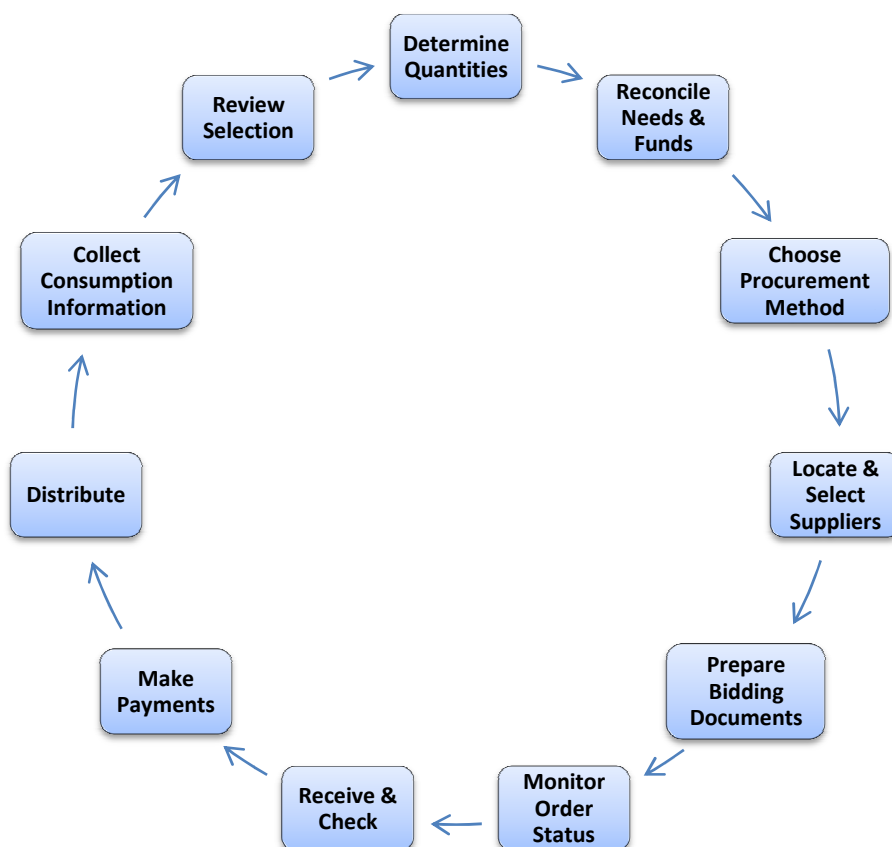 Determine
Quantities
Reconcile
Needs &
Funds
Choose
Procurement
Method
Locate &
Select
Suppliers
Prepare
Bidding
Documents
Monitor
Order
Status
Receive &
Check
Make
Payments
Distribute
Collect
Consumption
Information
Review
Selection